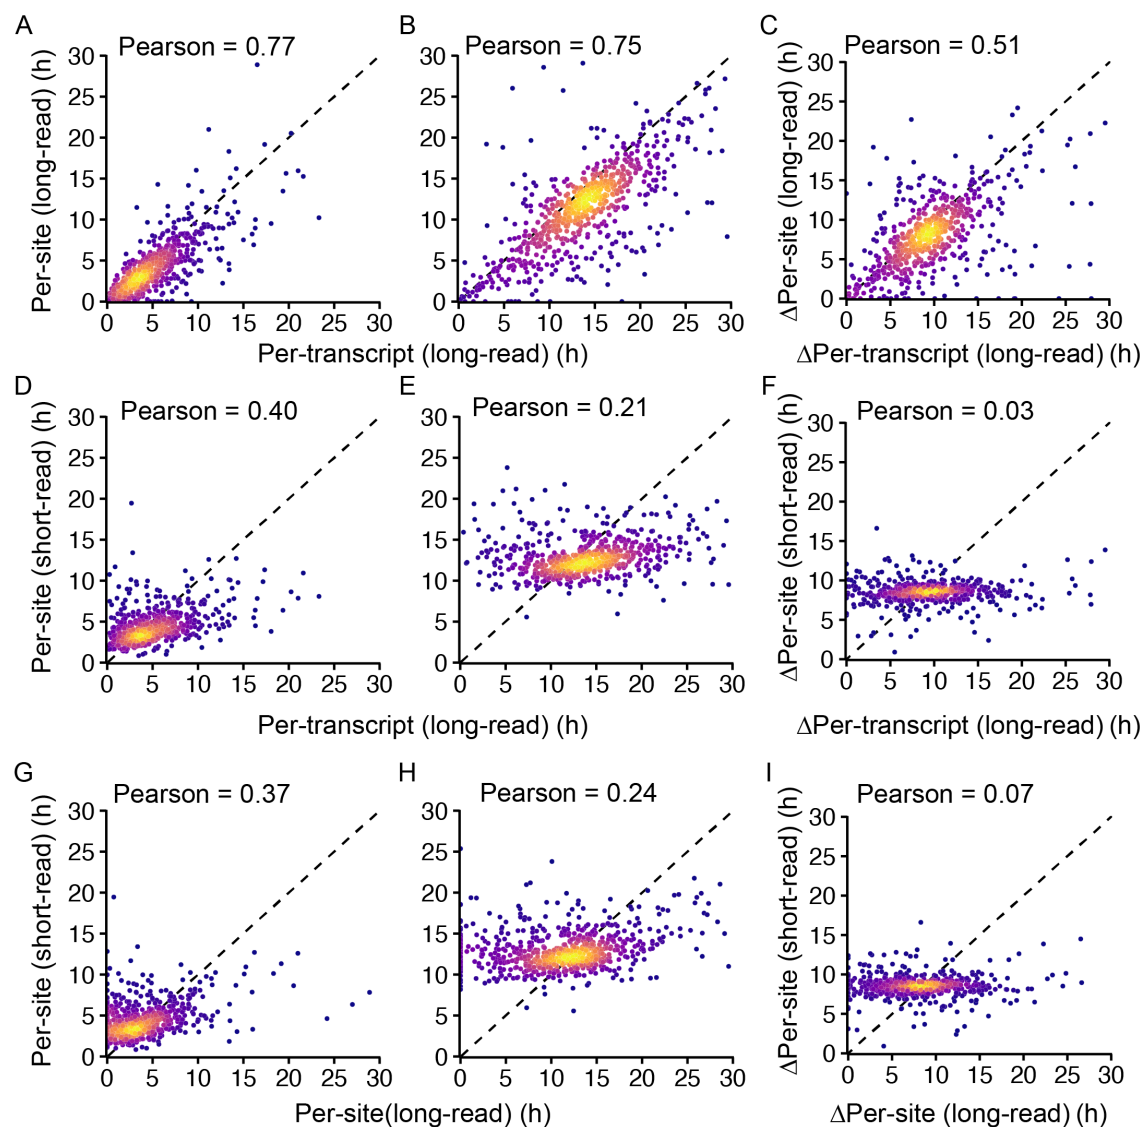 A
B
C
Pearson = 0.77
Pearson = 0.75
Pearson = 0.51
Per-site (long-read) (h)
30
25
20
15
10
5
0
0 5 10 15 20 25 30
30
25
20
15
10
5
0
0 5 10 15 20 25 30
ΔPer-site (long-read) (h)
30
25
20
15
10
5
0
0 5 10 15 20 25 30
Per-transcript (long-read) (h)
ΔPer-transcript (long-read) (h)
D
E
F
Pearson = 0.40
Pearson = 0.21
Pearson = 0.03
Per-site (short-read) (h)
30
25
20
15
10
5
0
0 5 10 15 20 25 30
30
25
20
15
10
5
0
0 5 10 15 20 25 30
ΔPer-site (short-read) (h)
30
25
20
15
10
5
0
0 5 10 15 20 25 30
Per-transcript (long-read) (h)
ΔPer-transcript (long-read) (h)
G
H
I
Pearson = 0.37
Pearson = 0.24
Pearson = 0.07
Per-site (short-read) (h)
30
25
20
15
10
5
0
0 5 10 15 20 25 30
30
25
20
15
10
5
0
0 5 10 15 20 25 30
ΔPer-site (short-read) (h)
30
25
20
15
10
5
0
0 5 10 15 20 25 30
Per-site(long-read) (h)
ΔPer-site (long-read) (h)